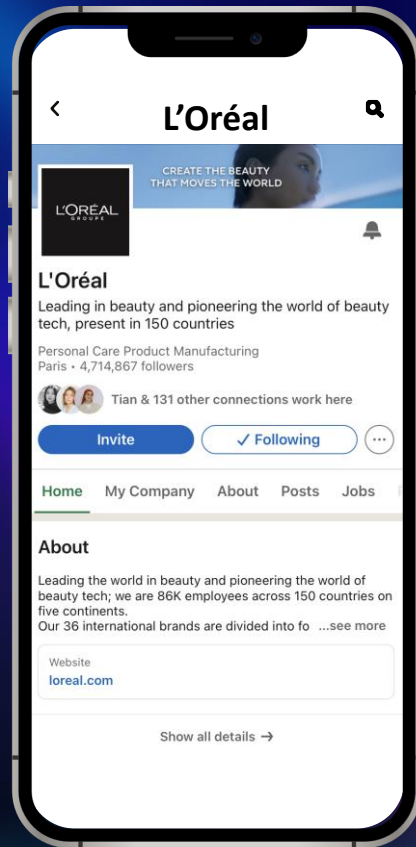 L’Oréal
CREATE THE BEAUTY
THAT MOVES THE WORLD
L'ORÉAL
GROUPE
L'Oréal
Leading in beauty and pioneering the world of beauty
tech, present in 150 countries
Personal Care Product Manufacturing
Paris • 4,714,867 followers
Tian & 131 other connections work here
Invite
✓ Following
Home My Company About Posts Jobs
About
Leading the world in beauty and pioneering the world of
beauty tech; we are 86K employees across 150 countries on
five continents.
Our 36 international brands are divided into fo ...see more
Website
loreal.com
Show all details →